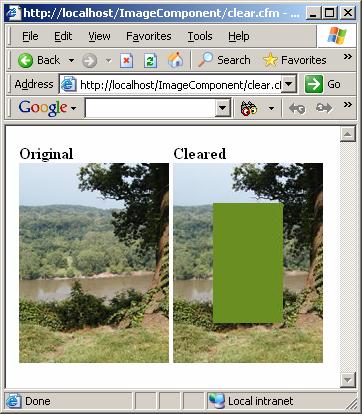 http://localhost/ImageComponent/clear.cfm - ...
File Edit View Favorites Tools Help
Back Search Favorites
Address http://localhost/ImageComponent/clear.cf Go
Google
Original Cleared
Done Local intranet